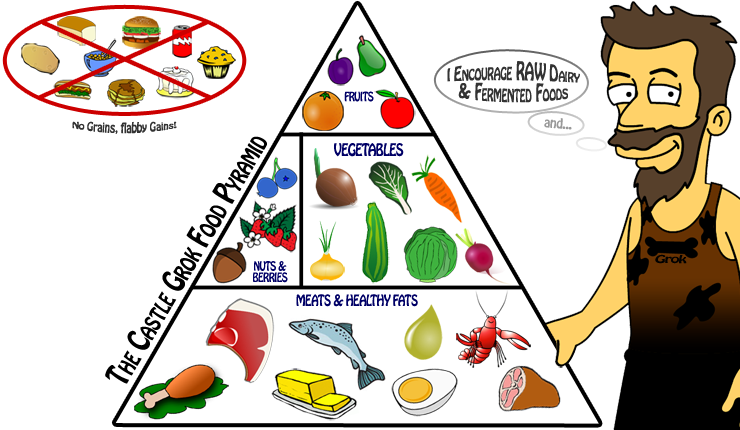 No Grains, flabby Gains!
The Castle Grok Food Pyramid
Fruits
Vegetables
Nuts &
Berries
Meats & Healthy Fats
I Encourage RAW Dairy
& Fermented Foods
and...
Grok